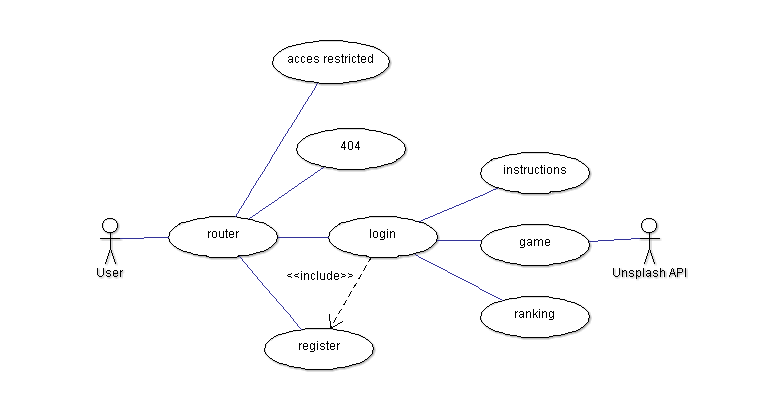 acces restricted
404
instructions
router
login
game
User
<<include>>
Unsplash API
ranking
register